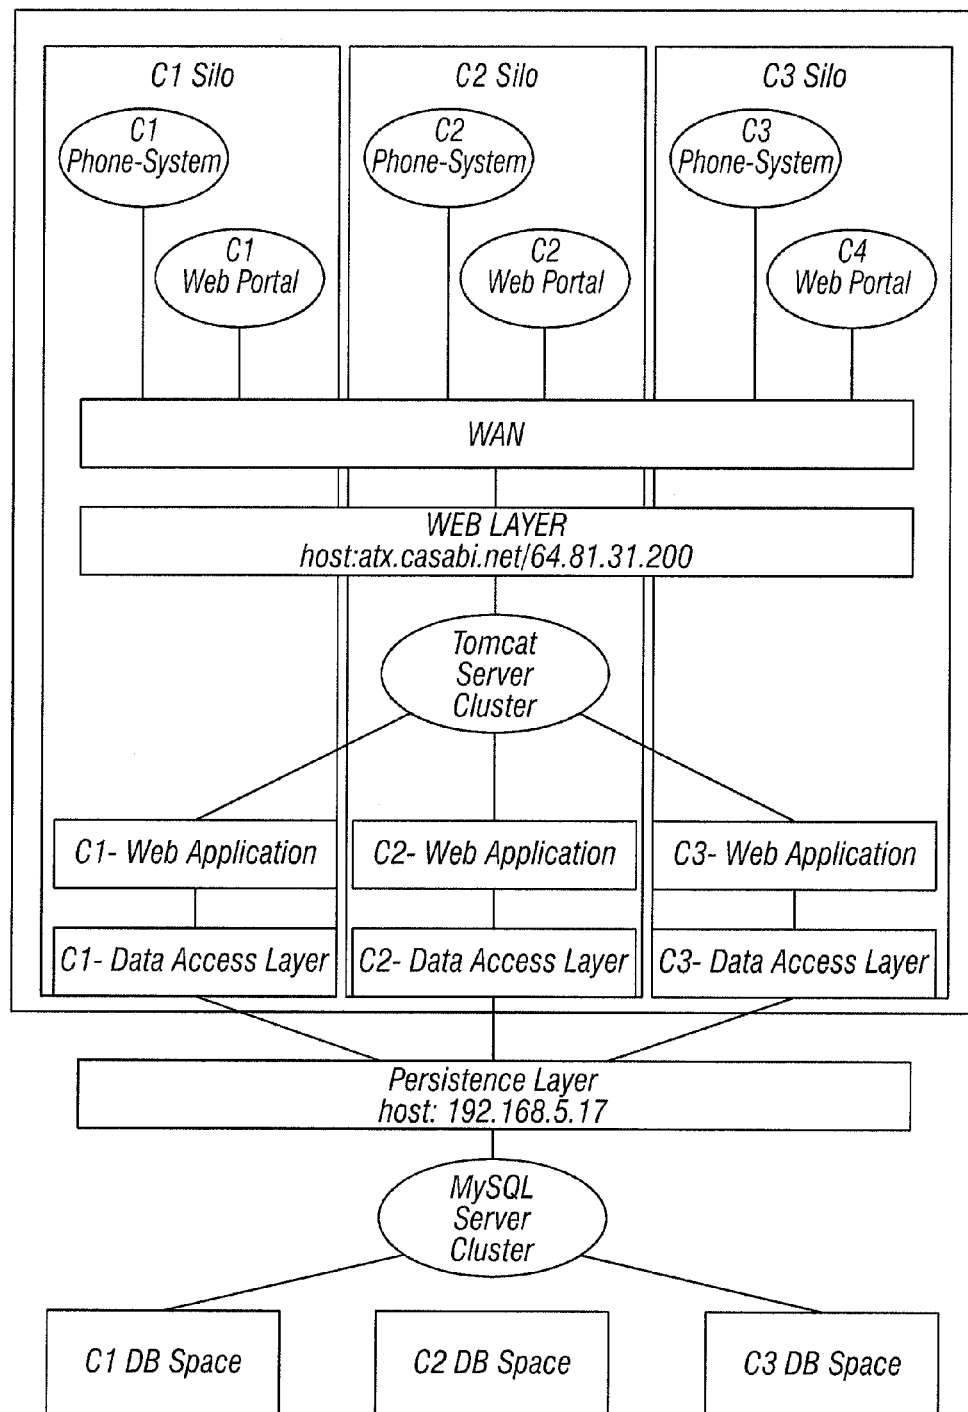 C1 Silo
C2 Silo
C3 Silo
C1
Phone-System
C2
Phone-System
C3
Phone-System
C1
Web Portal
C2
Web Portal
C4
Web Portal
WAN
WEB LAYER
host:atx.casabi.net/64.81.31.200
Tomcat
Server
Cluster
C1- Web Application
C2- Web Application
C3- Web Application
C1- Data Access Layer
C2- Data Access Layer
C3- Data Access Layer
Persistence Layer
host: 192.168.5.17
MySQL
Server
Cluster
C1 DB Space
C2 DB Space
C3 DB Space